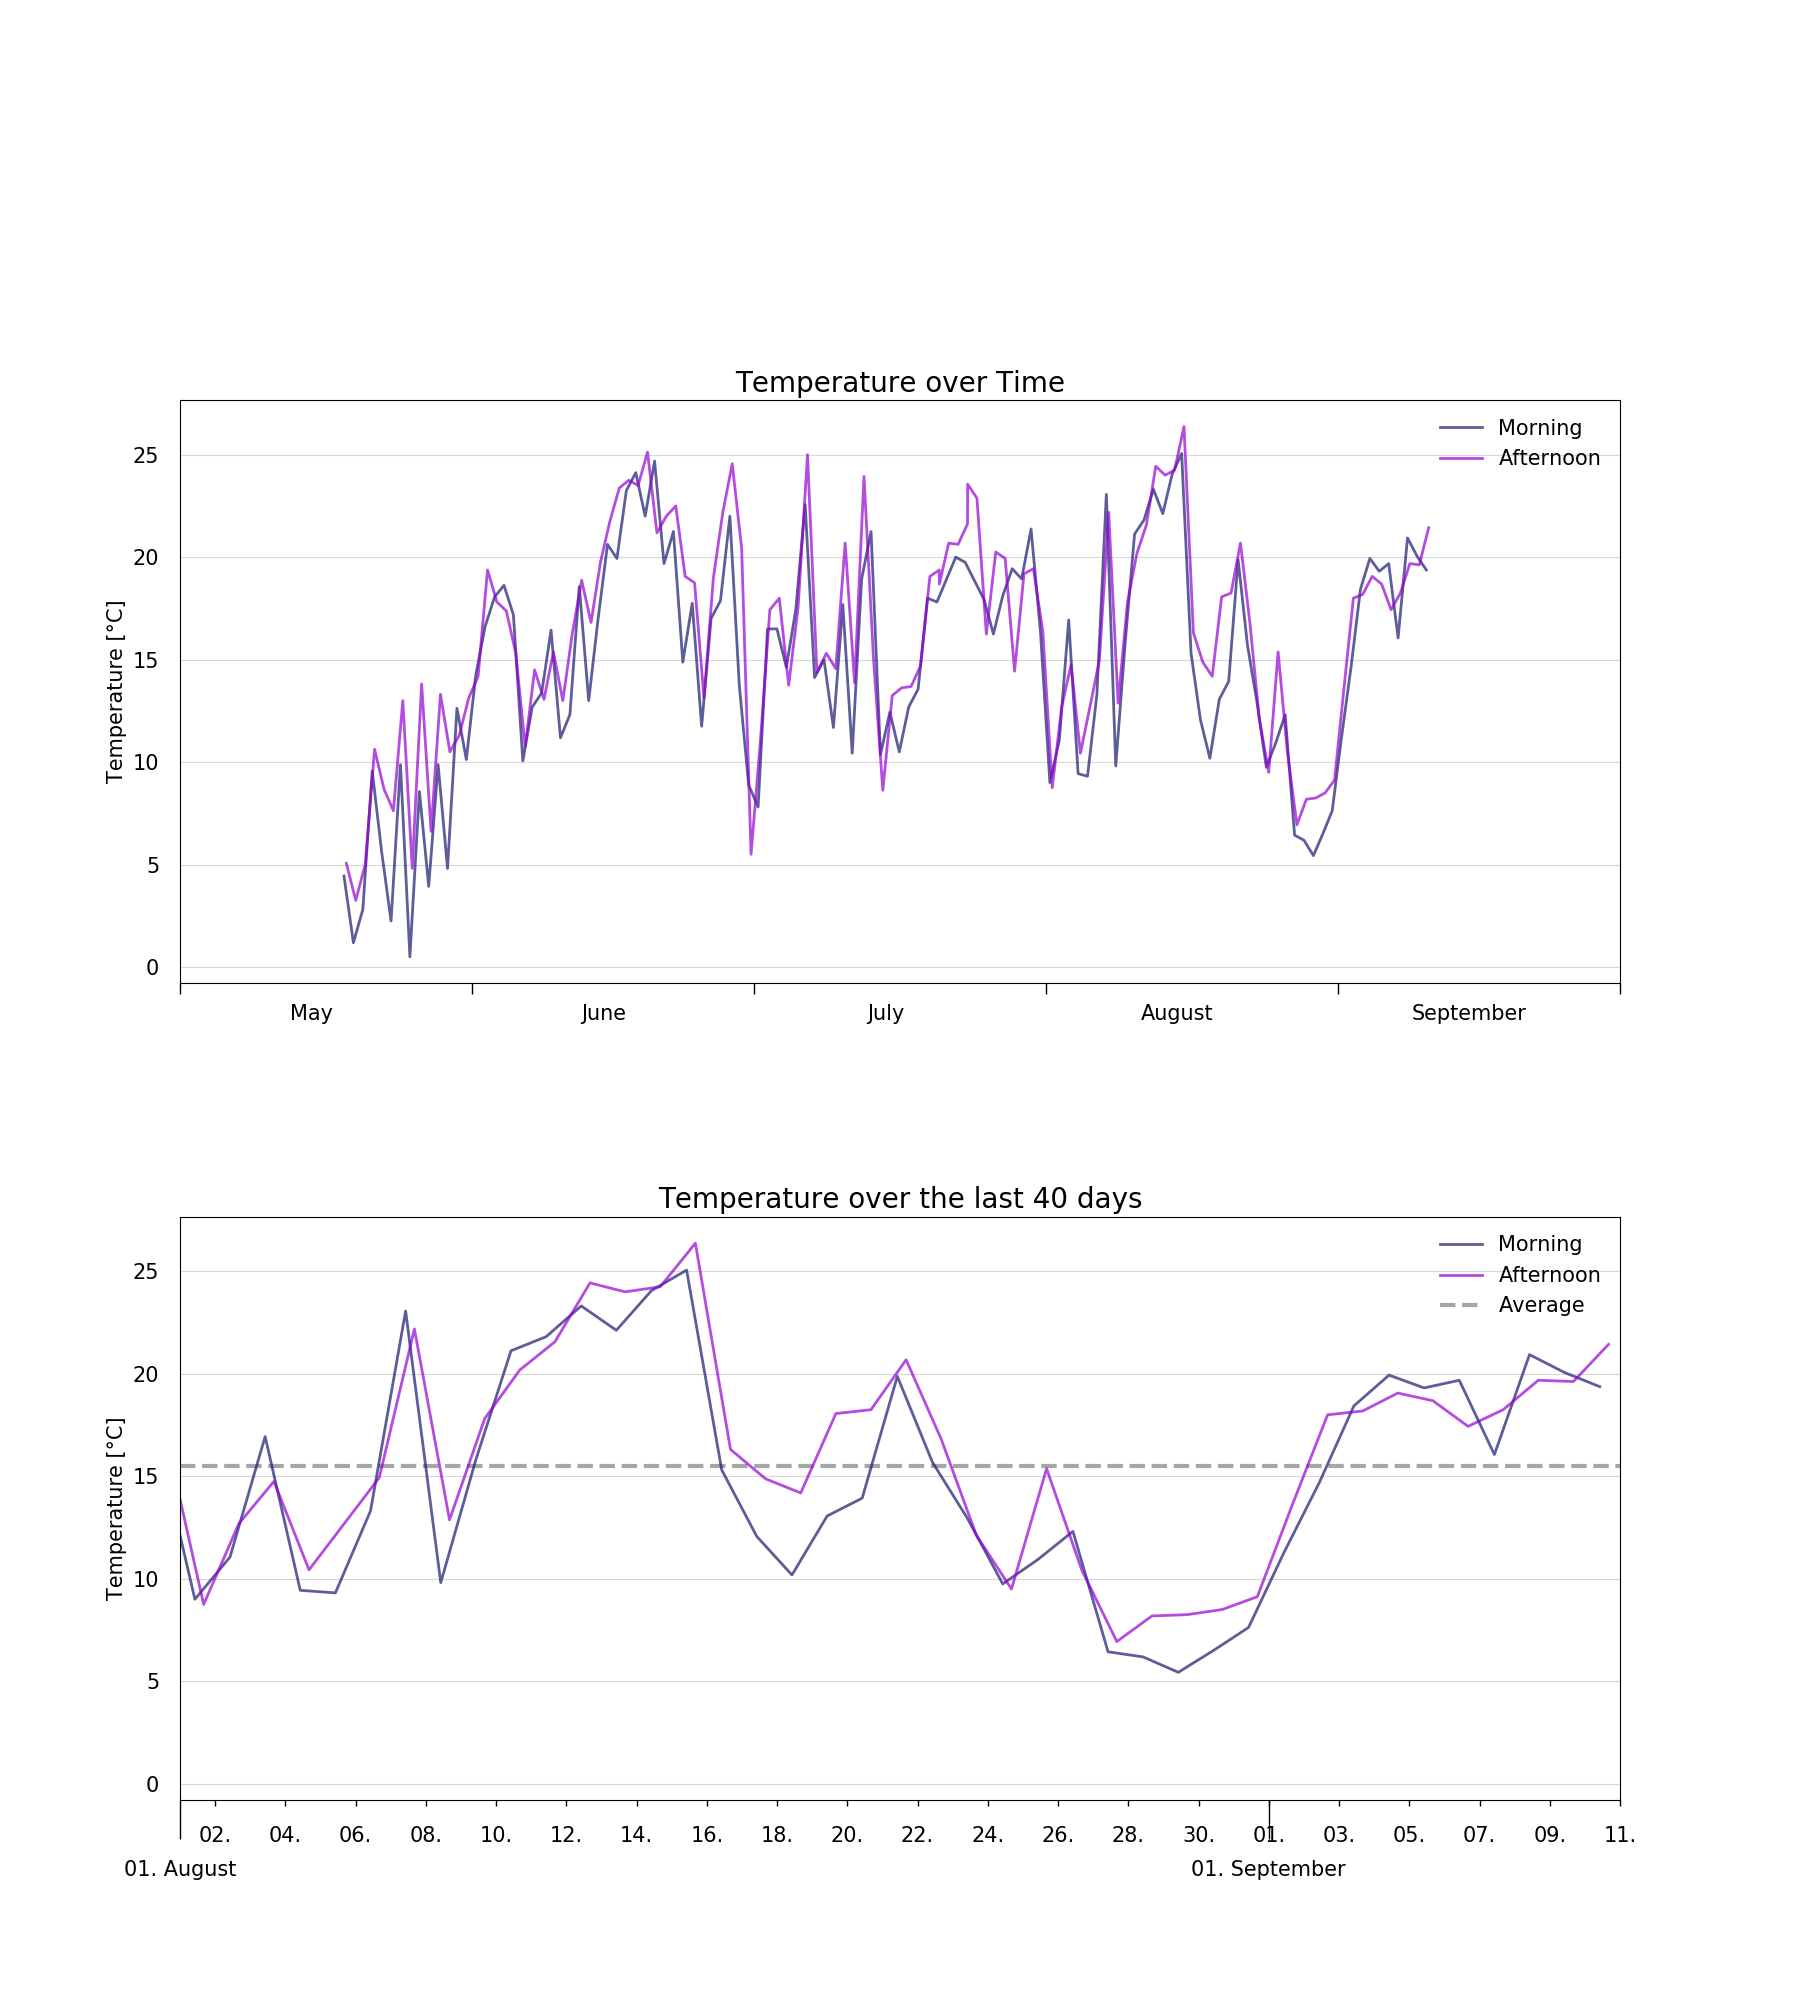 Temperature over Time
Morning
Afternoon
25
20
15
10
5
0
Temperature [°C]
May June July August September
Temperature over the last 40 days
Morning
Afternoon
Average
25
20
15
10
5
0
Temperature [°C]
02. 04. 06. 08. 10. 12. 14. 16. 18. 20. 22. 24. 26. 28. 30. 01. 03. 05. 07. 09. 11.
01. August 01. September